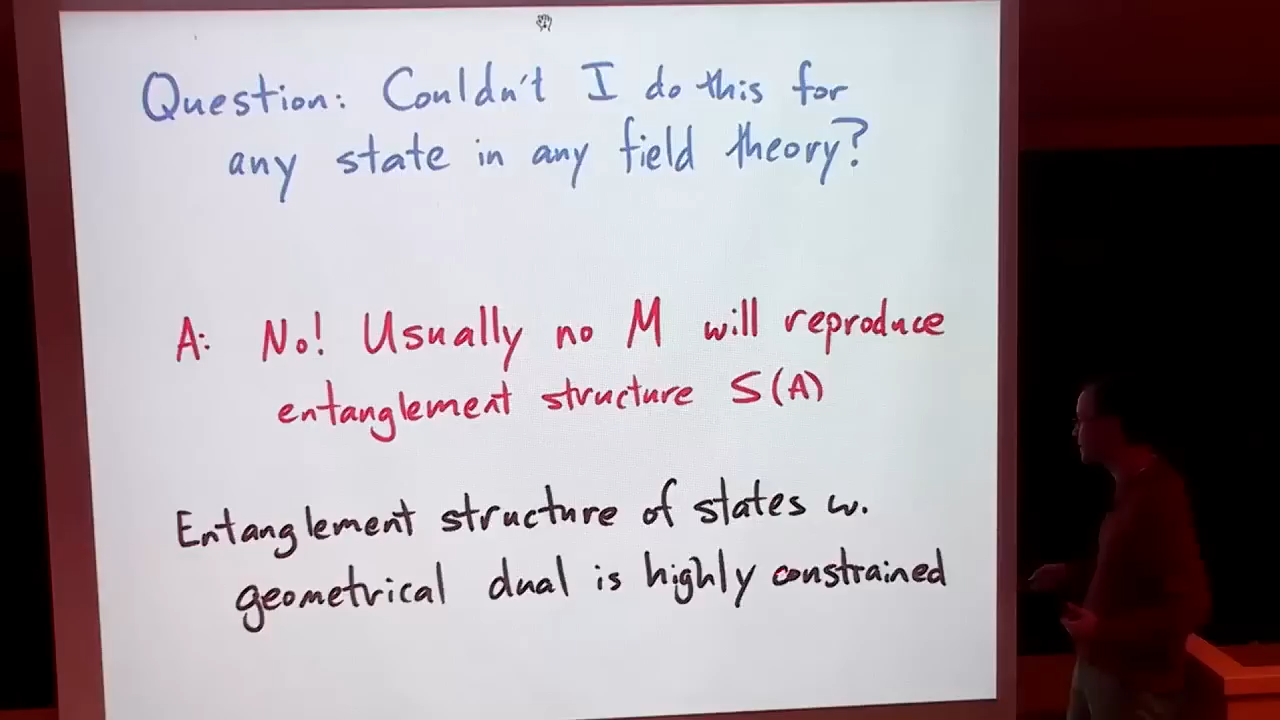 Question: Couldn't I do this for
any state in any field theory?
A: No! Usually no M will reproduce
entanglement structure S(A)
Entanglement structure of states w.
geometrical dual is highly constrained